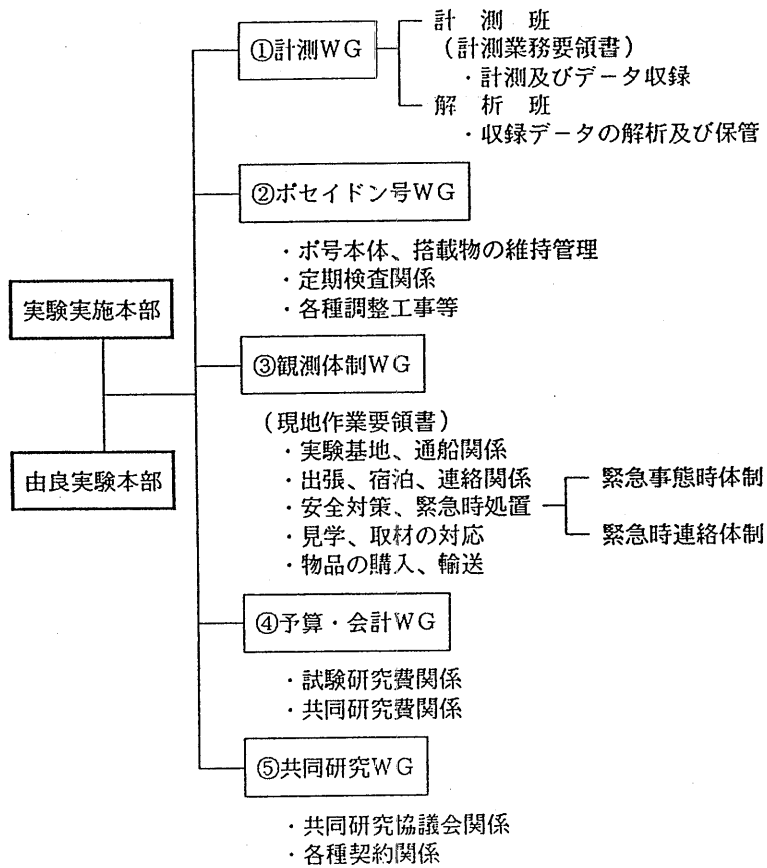 実験実施本部
由良実験本部
①計測WG
計 測 班
(計測業務要領書)
・計測及びデータ収録
解 析 班
・収録データの解析及び保管
②ポセイドン号WG
・ポ号本体、搭載物の維持管理
・定期検査関係
・各種調整工事等
③観測体制WG
(現地作業要領書)
・実験基地、通船関係
・出張、宿泊、連絡関係
・安全対策、緊急時処置
緊急事態時体制
緊急時連絡体制
・見学、取材の対応
・物品の購入、輸送
④予算・会計WG
・試験研究費関係
・共同研究費関係
⑤共同研究WG
・共同研究協議会関係
・各種契約関係